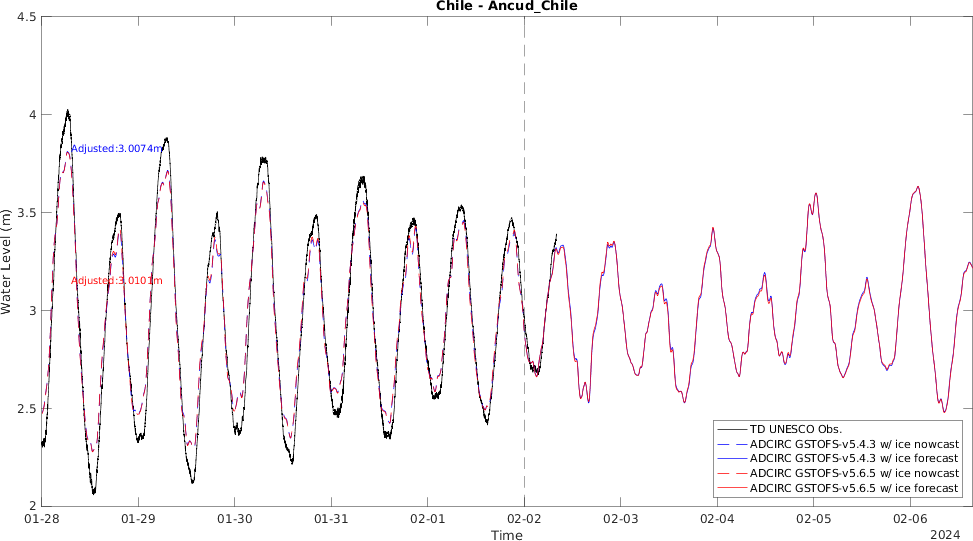 Chile - Ancud_Chile
4.5
4
3.5
3
2.5
2
Water Level (m)
Adjusted:3.0074m
Adjusted:3.0101m
TD UNESCO Obs.
ADCIRC GSTOFS-v5.4.3 w/ ice nowcast
ADCIRC GSTOFS-v5.4.3 w/ ice forecast
ADCIRC GSTOFS-v5.6.5 w/ ice nowcast
ADCIRC GSTOFS-v5.6.5 w/ ice forecast
01-28 01-29 01-30 01-31 02-01 02-02 02-03 02-04 02-05 02-06
Time
2024